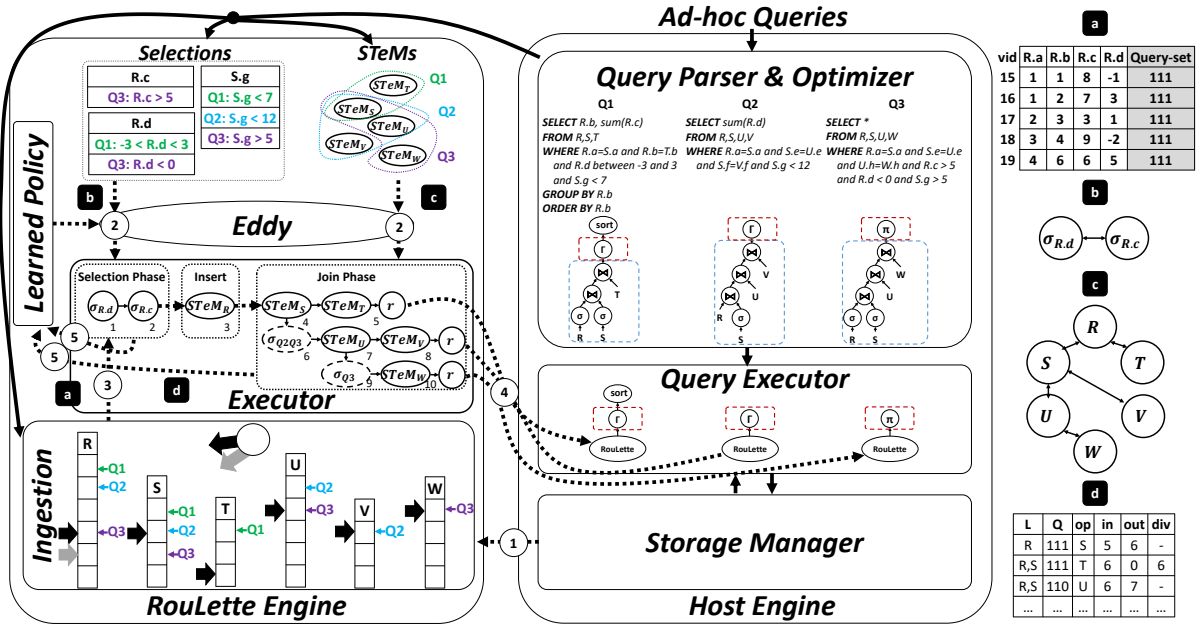 Ad-hoc Queries
Selections
STeMs
R.c
Q3: R.c > 5
R.d
Q1: -3 < R.d < 3
Q3: R.d < 0
S.g
Q1: S.g < 7
Q2: S.g < 12
Q3: S.g > 5
STeM_T
STeM_S
STeM_U
STeM_V
STeM_W
Q1
Q2
Q3
Learned Policy
b
c
2
Eddy
2
Selection Phase
Insert
Join Phase
σ_R.d
σ_R.c
STeM_R
STeM_S
STeM_T
r
1
2
3
4
5
σ_Q2Q3
STeM_U
STeM_V
r
6
7
8
σ_Q3
STeM_W
r
9
10
5
5
3
a
d
Executor
4
Ingestion
R
Q1
Q2
Q3
S
Q1
Q2
Q3
T
Q1
U
Q2
Q3
V
Q2
W
Q3
1
RouLette Engine
Query Parser & Optimizer
Q1
SELECT R.b, sum(R.c)
FROM R,S,T
WHERE R.a=S.a and R.b=T.b
and R.d between -3 and 3
and S.g < 7
GROUP BY R.b
ORDER BY R.b
Q2
SELECT sum(R.d)
FROM R,S,U,V
WHERE R.a=S.a and S.e=U.e
and S.f=V.f and S.g < 12
Q3
SELECT *
FROM R,S,U,W
WHERE R.a=S.a and S.e=U.e
and U.h=W.h and R.c > 5
and R.d < 0 and S.g > 5
sort
Γ
⋈
⋈
T
σ
σ
R
S
Γ
⋈
V
⋈
U
⋈
R
σ
S
π
⋈
W
⋈
U
⋈
σ
σ
R
S
Query Executor
sort
Γ
RouLette
Γ
RouLette
π
RouLette
Storage Manager
Host Engine
a
vid R.a R.b R.c R.d Query-set
15 1 1 8 -1 111
16 1 2 7 3 111
17 2 3 3 1 111
18 3 4 9 -2 111
19 4 6 6 5 111
b
σ_R.d
σ_R.c
c
R
S
T
U
V
W
d
L Q op in out div
R 111 S 5 6 -
R,S 111 T 6 0 6
R,S 110 U 6 7 -
... ... ... ... ... ...